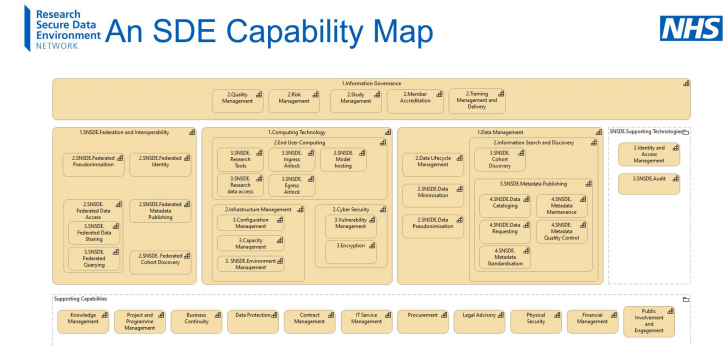 Research
Secure Data
Environment
NETWORK
An SDE Capability Map
NHS
1.Information Governance
2.Quality
Management
2.Risk
Management
2.Study
Management
2.Member
Accreditation
2.Training
Management and
Delivery
1.SNSDE.Federation and Interoperability
2.SNSDE.Federated
Pseudonimsaition
2.SNSDE.Federated
Identity
2.SNSDE.
Federated Data
Access
3.SNSDE.
Federated Data
Sharing
3.SNSDE.
Federated
Querying
2.SNSDE.Federated
Metadata
Publishing
2.SNSDE. Federated
Cohort Discovery
1.Computing Technology
2.End User Computing
3.SNSDE.
Research
Tools
3.SNSDE.
Ingress
Airlock
3.SNSDE
Model
hosting
3.SNSDE.
Research
data access
3.SNSDE.
Egress
Airlock
2.Infrastructure Management
3.Configuration
Management
3.Capacity
Management
3. SNSDE.Environment
Management
2.Cyber Security
3.Vulnerability
Management
3.Encryption
1.Data Management
2.Data Lifecycle
Management
2.SNSDE.Data
Minimisation
2.SNSDE.Data
Pseudonimisation
2.Information Search and Discovery
3.SNSDE.
Cohort
Discovery
3.SNSDE.Metadata Publishing
4.SNSDE.Data
Cataloging
4.SNSDE.
Metadata
Maintenance
4.SNSDE.Data
Requesting
4.SNSDE.
Metadata
Quality Control
4.SNSDE.
Metadata
Standardisation
SNSDE.Supporting Technologies
2.Identity and
Access
Management
3.SNSDE.Audit
Supporting Capabilities
Knowledge
Management
Project and
Programme
Management
Business
Continuity
Data Protection
Contract
Management
IT Service
Management
Procurement
Legal Advisory
Physical
Security
Financial
Management
Public
Involvement
and
Engagement